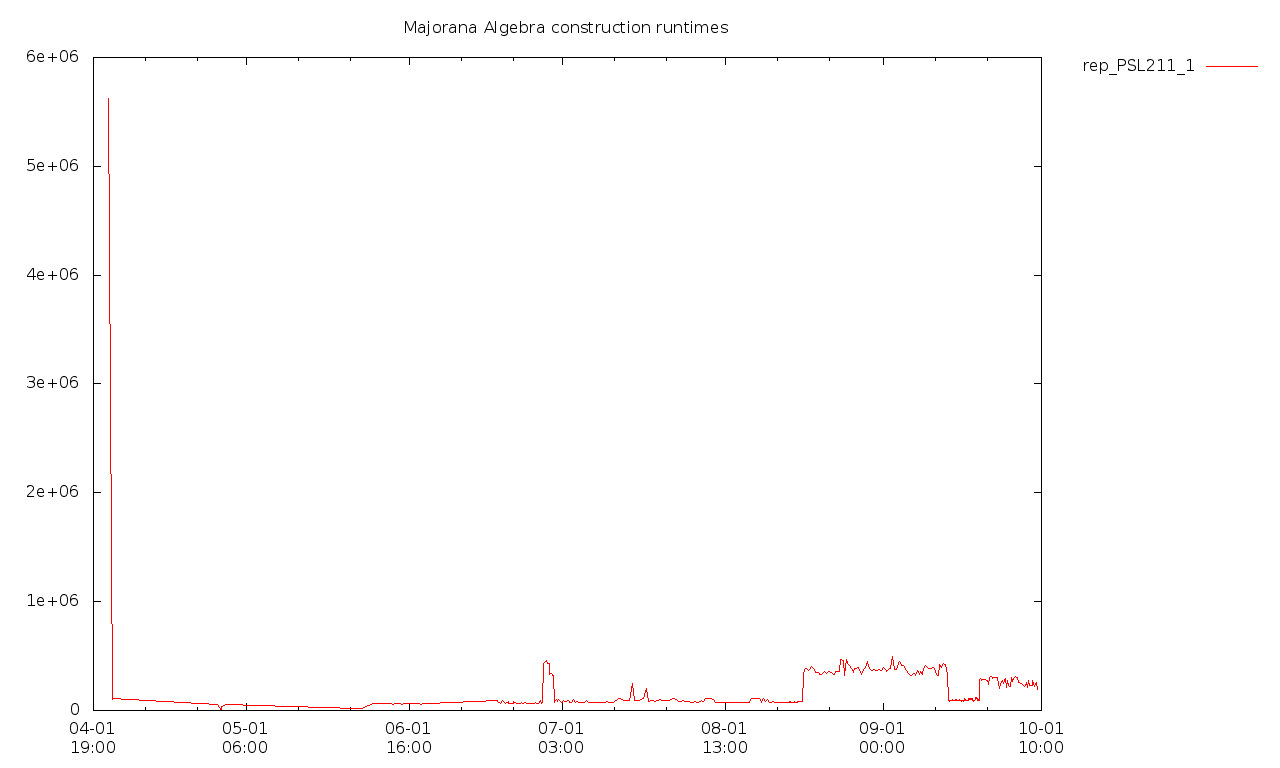 Majorana Algebra construction runtimes
rep_PSL211_1
6e+06
5e+06
4e+06
3e+06
2e+06
1e+06
0
04-01 05-01 06-01 07-01 08-01 09-01 10-01
19:00 06:00 16:00 03:00 13:00 00:00 10:00